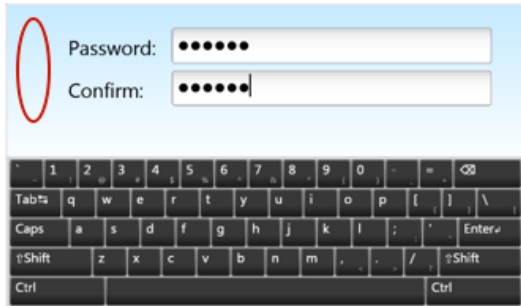 Password: ●●●●●●
Confirm: ●●●●●●
` 1 2 3 4 5 6 7 8 9 0 - =
Tab q w e r t y u i o p [ ] \
Caps a s d f g h j k l ; ' Enter
⇧Shift z x c v b n m , . / ⇧Shift
Ctrl Ctrl